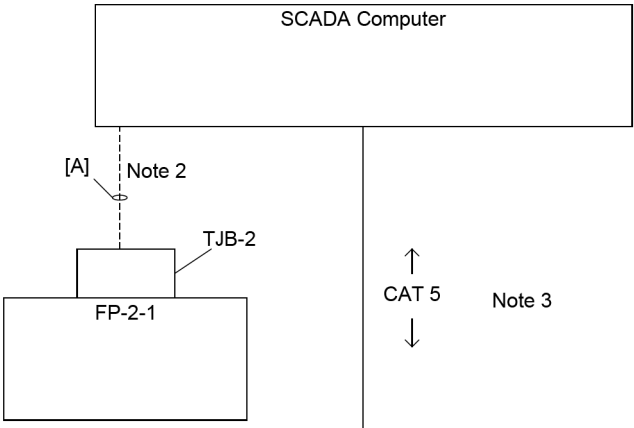 SCADA Computer
[A]
Note 2
TJB-2
FP-2-1
CAT 5
Note 3